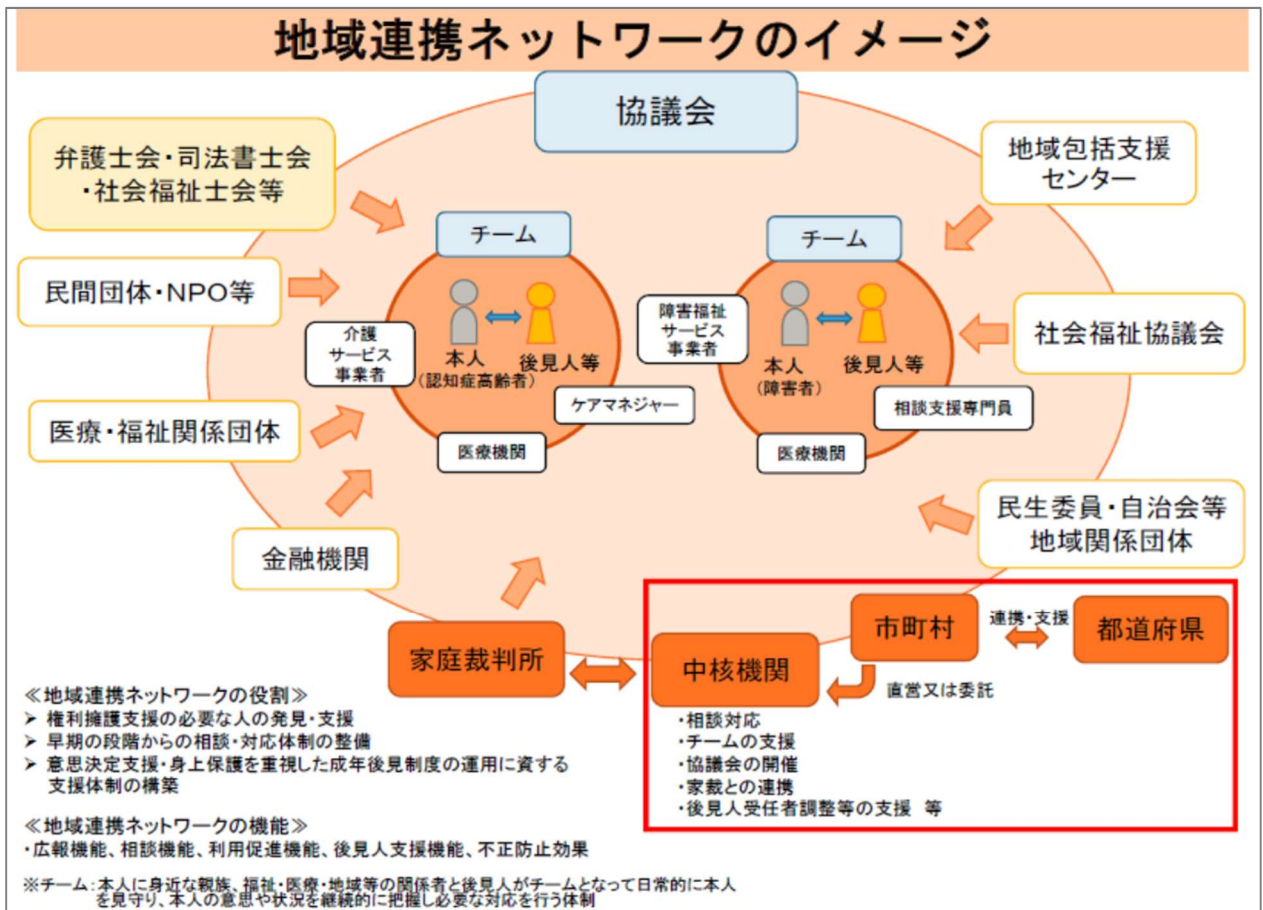 地域連携ネットワークのイメージ
協議会
弁護士会・司法書士会
・社会福祉士会等
地域包括支援
センター
チーム
チーム
民間団体・NPO等
介護
サービス
事業者
本人
(認知症高齢者)
後見人等
ケアマネジャー
医療機関
障害福祉
サービス
事業者
本人
(障害者)
後見人等
相談支援専門員
医療機関
社会福祉協議会
医療・福祉関係団体
民生委員・自治会等
地域関係団体
金融機関
家庭裁判所
中核機関
市町村
連携・支援
都道府県
直営又は委託
・相談対応
・チームの支援
・協議会の開催
・家裁との連携
・後見人受任者調整等の支援 等
≪地域連携ネットワークの役割≫
➢ 権利擁護支援の必要な人の発見・支援
➢ 早期の段階からの相談・対応体制の整備
➢ 意思決定支援・身上保護を重視した成年後見制度の運用に資する
支援体制の構築
≪地域連携ネットワークの機能≫
・広報機能、相談機能、利用促進機能、後見人支援機能、不正防止効果
※チーム：本人に身近な親族、福祉・医療・地域等の関係者と後見人がチームとなって日常的に本人
を見守り、本人の意思や状況を継続的に把握し必要な対応を行う体制